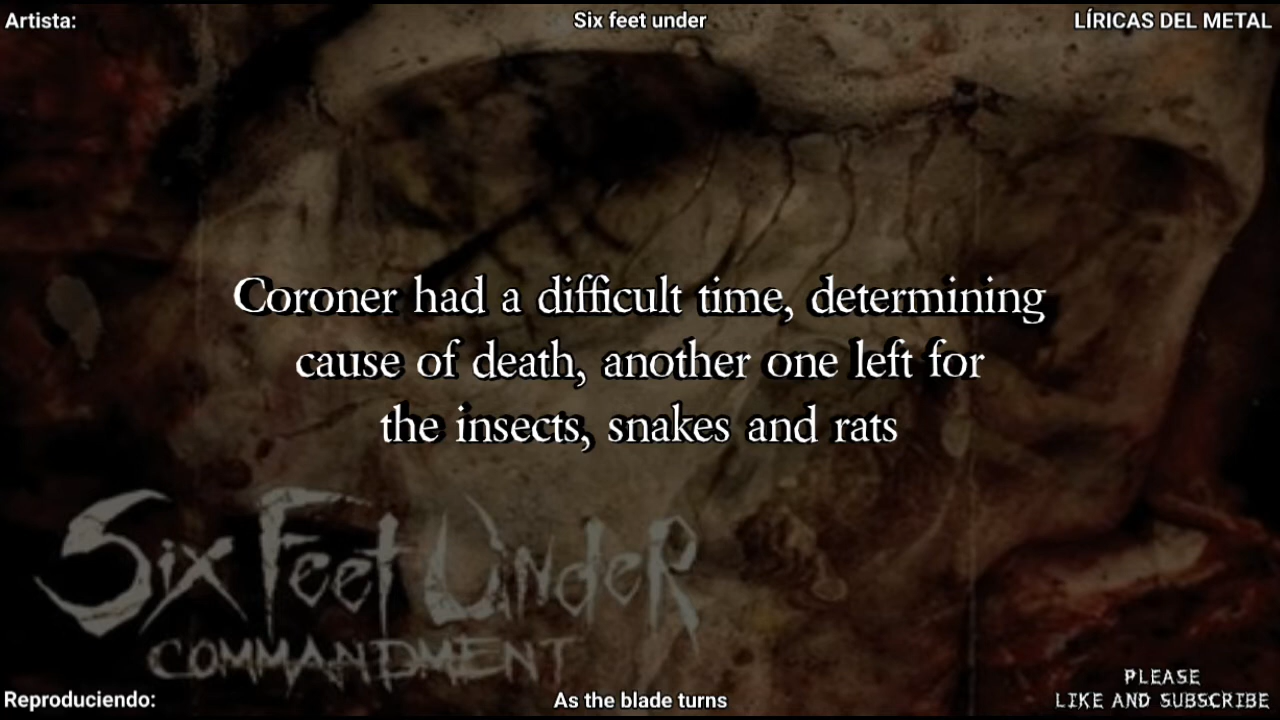 Artista:
Six feet under
LÍRICAS DEL METAL
Coroner had a difficult time, determining
cause of death, another one left for
the insects, snakes and rats
Six Feet Under
COMMANDMENT
PLEASE
LIKE AND SUBSCRIBE
Reproduciendo:
As the blade turns